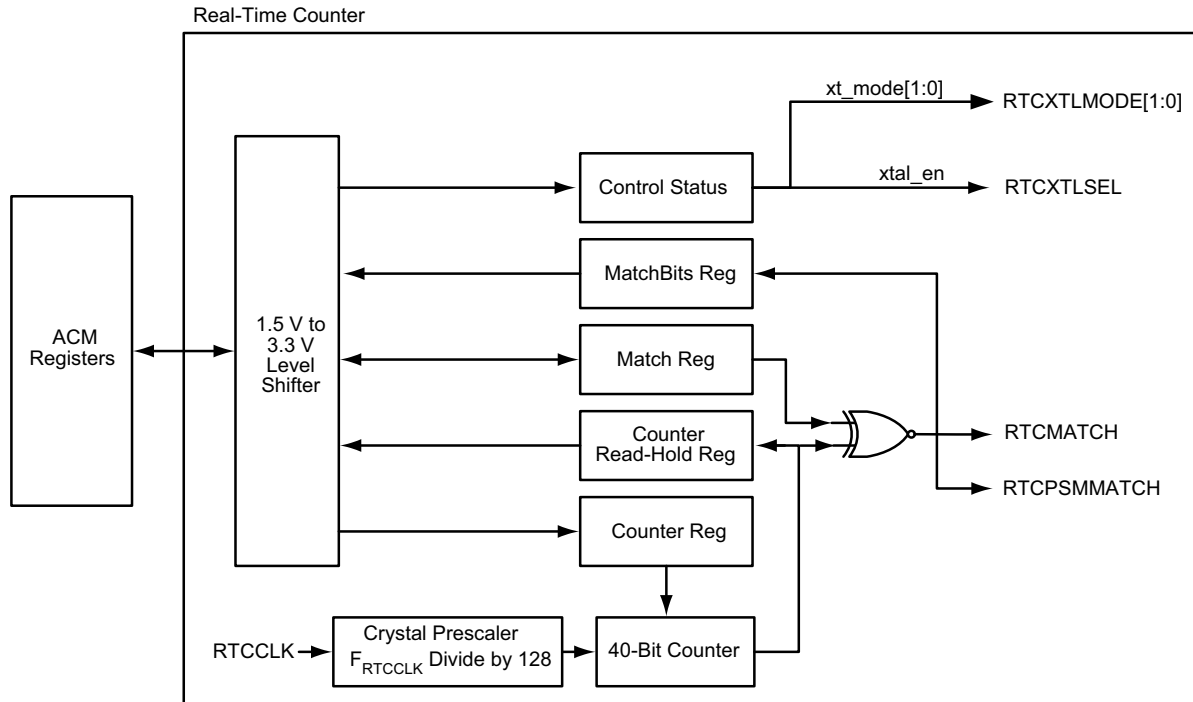 Real-Time Counter
xt_mode[1:0]
RTCXTLMODE[1:0]
Control Status
xtal_en
RTCXTLSEL
MatchBits Reg
ACM
Registers
1.5 V to
3.3 V
Level
Shifter
Match Reg
Counter
Read-Hold Reg
RTCMATCH
RTCPSMMATCH
Counter Reg
RTCCLK
Crystal Prescaler
FRTCCLK Divide by 128
40-Bit Counter